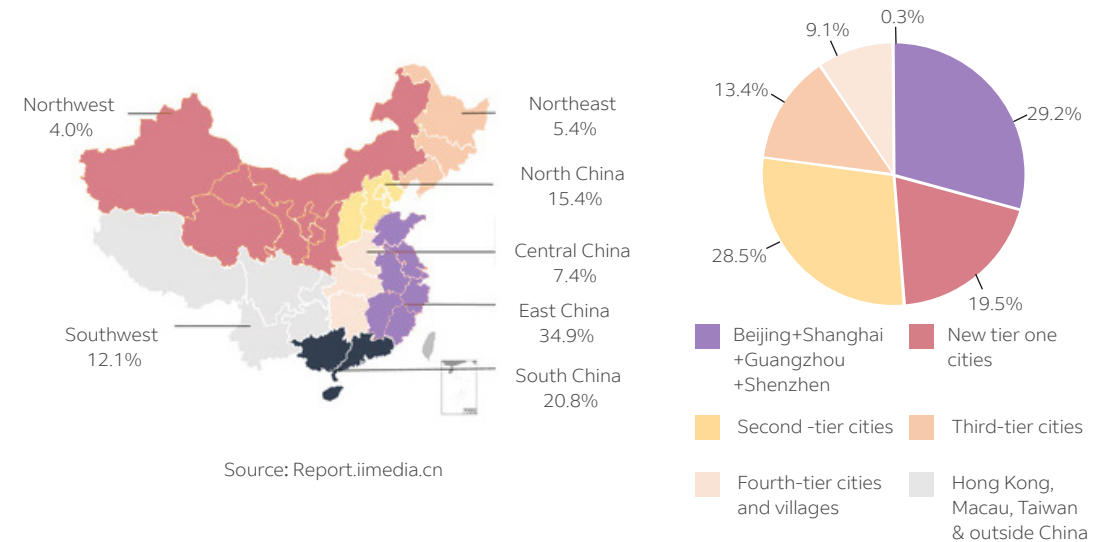 Northwest
4.0%
Northeast
5.4%
North China
15.4%
Central China
7.4%
East China
34.9%
Southwest
12.1%
South China
20.8%
Source: Report.iimedia.cn
0.3%
9.1%
13.4%
29.2%
28.5%
19.5%
Beijing+Shanghai
+Guangzhou
+Shenzhen
New tier one
cities
Second -tier cities
Third-tier cities
Fourth-tier cities
and villages
Hong Kong,
Macau, Taiwan
& outside China